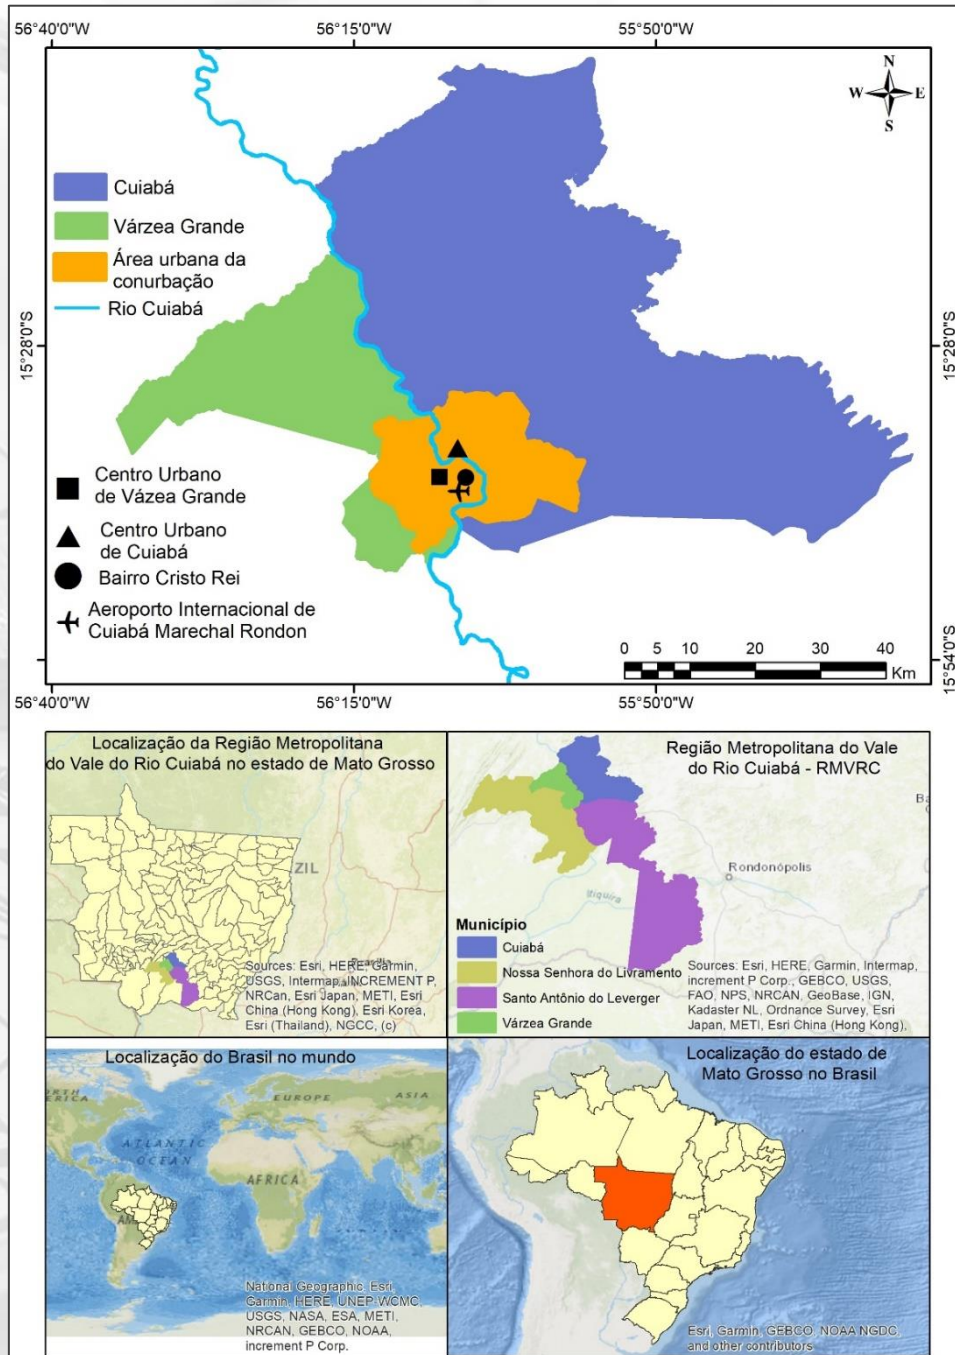 56°40'0"W 56°15'0"W 55°50'0"W
N
W E
S
Cuiabá
Várzea Grande
Área urbana da
conurbação
Rio Cuiabá
15°28'0"S 15°28'0"S
Centro Urbano
de Vázea Grande
Centro Urbano
de Cuiabá
Bairro Cristo Rei
Aeroporto Internacional de
Cuiabá Marechal Rondon
0 5 10 20 30 40
Km
15°54'0"S
56°40'0"W 56°15'0"W 55°50'0"W
Localização da Região Metropolitana
do Vale do Rio Cuiabá no estado de Mato Grosso
ZIL
Sources: Esri, HERE, Garmin,
USGS, Intermap, INCREMENT P,
NRCan, Esri Japan, METI, Esri
China (Hong Kong), Esri Korea,
Esri (Thailand), NGCC, (c)
Região Metropolitana do Vale
do Rio Cuiabá - RMVRC
Rondonópolis
Itiquira
Município
Cuiabá
Nossa Senhora do Livramento
Santo Antônio do Leverger
Várzea Grande
Sources: Esri, HERE, Garmin, Intermap,
increment P Corp., GEBCO, USGS,
FAO, NPS, NRCAN, GeoBase, IGN,
Kadaster NL, Ordnance Survey, Esri
Japan, METI, Esri China (Hong Kong),
Localização do Brasil no mundo
EUROPE
ASIA
ATLANTIC
OCEAN
AFRICA
National Geographic, Esri,
Garmin, HERE, UNEP-WCMC,
USGS, NASA, ESA, METI,
NRCAN, GEBCO, NOAA,
increment P Corp.
Localização do estado de
Mato Grosso no Brasil
Esri, Garmin, GEBCO, NOAA NGDC,
and other contributors